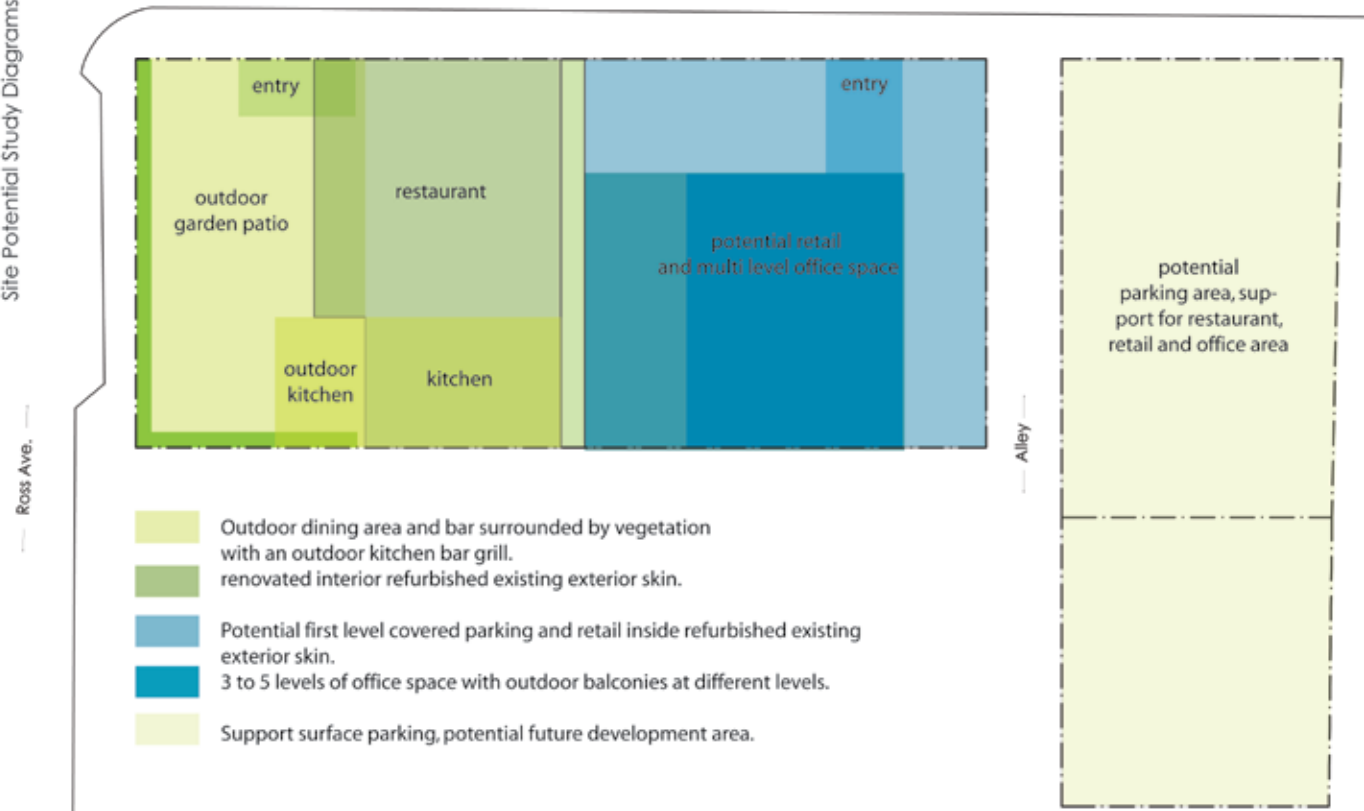 Site Potential Study Diagrams
entry
entry
restaurant
outdoor
garden patio
potential retail
and multi level office space
potential
parking area, sup-
port for restaurant,
retail and office area
outdoor
kitchen
kitchen
Ross Ave.
Alley
Outdoor dining area and bar surrounded by vegetation
with an outdoor kitchen bar grill.
renovated interior refurbished existing exterior skin.
Potential first level covered parking and retail inside refurbished existing
exterior skin.
3 to 5 levels of office space with outdoor balconies at different levels.
Support surface parking, potential future development area.